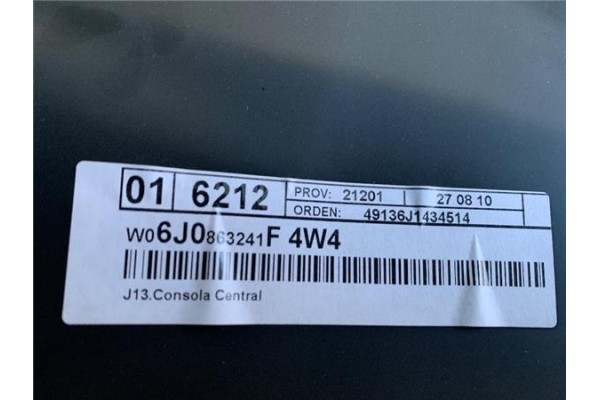 01 6212 PROV: 21201 27 08 10
ORDEN: 49136J1434514
W06J0863241F 4W4
J13.Consola Central